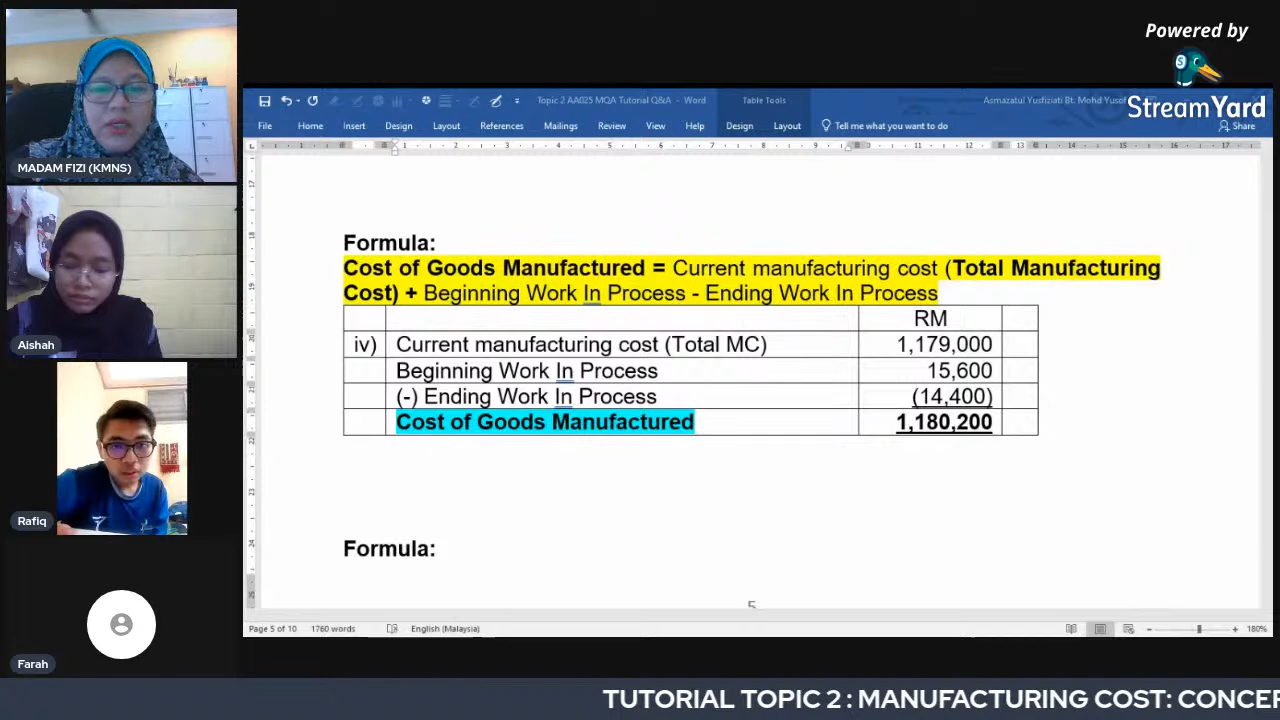 Powered by
StreamYard
MADAM FIZI (KMNS)
Aishah
Rafiq
Farah
Topic 2 AA025 MQA Tutorial Q&A - Word
Table Tools
Asmazatul Yusfiziati Bt. Mohd Yusof
File Home Insert Design Layout References Mailings Review View Help Design Layout Tell me what you want to do Share
Formula:
Cost of Goods Manufactured = Current manufacturing cost (Total Manufacturing
Cost) + Beginning Work In Process - Ending Work In Process
RM
iv) Current manufacturing cost (Total MC) 1,179,000
Beginning Work In Process 15,600
(-) Ending Work In Process (14,400)
Cost of Goods Manufactured 1,180,200
Formula:
5
Page 5 of 10 1760 words English (Malaysia) 180%
TUTORIAL TOPIC 2 : MANUFACTURING COST: CONCEP